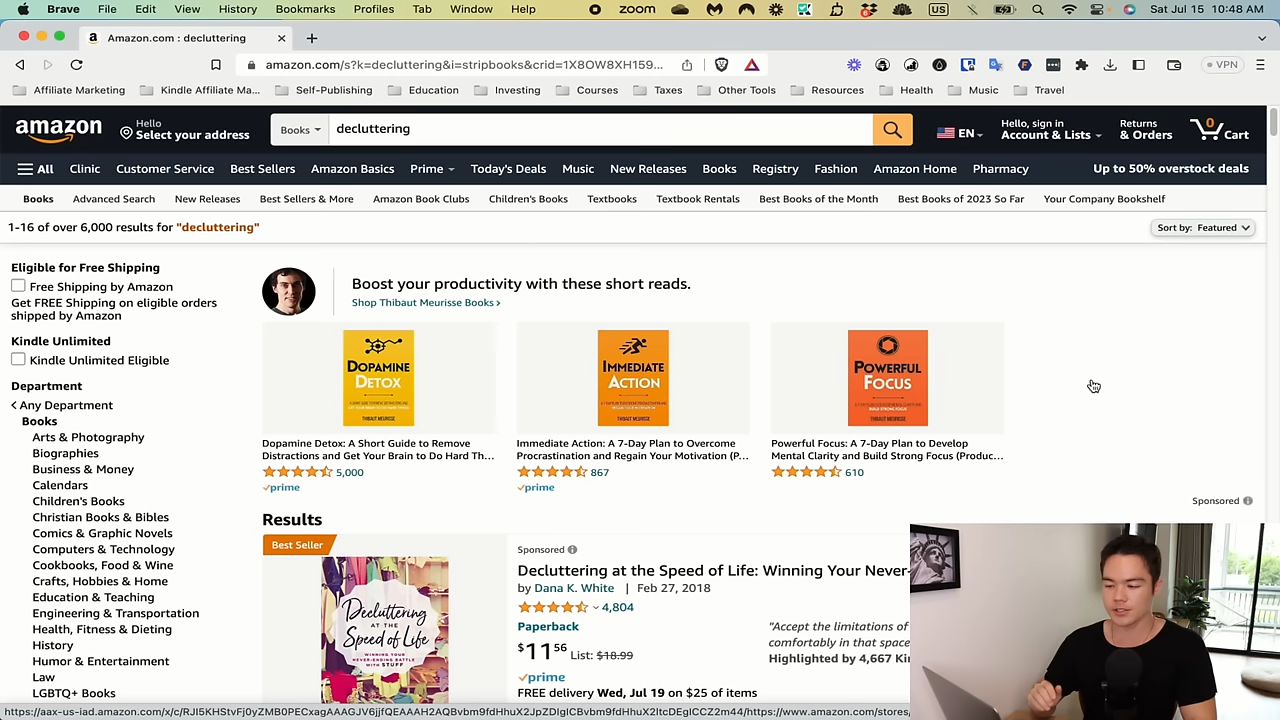 Brave File Edit View History Bookmarks Profiles Tab Window Help zoom US Sat Jul 15 10:48 AM
Amazon.com : decluttering
amazon.com/s?k=decluttering&i=stripbooks&crid=1X8OW8XH159... VPN
Affiliate Marketing Kindle Affiliate Ma... Self-Publishing Education Investing Courses Taxes Other Tools Resources Health Music Travel
amazon
Hello
Select your address
Books
decluttering
EN
Hello, sign in
Account & Lists
Returns
& Orders
0
Cart
All Clinic Customer Service Best Sellers Amazon Basics Prime Today's Deals Music New Releases Books Registry Fashion Amazon Home Pharmacy Up to 50% overstock deals
Books Advanced Search New Releases Best Sellers & More Amazon Book Clubs Children's Books Textbooks Textbook Rentals Best Books of the Month Best Books of 2023 So Far Your Company Bookshelf
1-16 of over 6,000 results for "decluttering"
Sort by: Featured
Eligible for Free Shipping
Free Shipping by Amazon
Get FREE Shipping on eligible orders
shipped by Amazon
Kindle Unlimited
Kindle Unlimited Eligible
Department
Any Department
Books
Arts & Photography
Biographies
Business & Money
Calendars
Children's Books
Christian Books & Bibles
Comics & Graphic Novels
Computers & Technology
Cookbooks, Food & Wine
Crafts, Hobbies & Home
Education & Teaching
Engineering & Transportation
Health, Fitness & Dieting
History
Humor & Entertainment
Law
LGBTQ+ Books
Boost your productivity with these short reads.
Shop Thibaut Meurisse Books ›
DOPAMINE
DETOX
THIBAUT MEURISSE
Dopamine Detox: A Short Guide to Remove
Distractions and Get Your Brain to Do Hard Th...
5,000
prime
IMMEDIATE
ACTION
THIBAUT MEURISSE
Immediate Action: A 7-Day Plan to Overcome
Procrastination and Regain Your Motivation (P...
867
prime
POWERFUL
FOCUS
THIBAUT MEURISSE
Powerful Focus: A 7-Day Plan to Develop
Mental Clarity and Build Strong Focus (Produc...
610
Sponsored
Results
Best Seller
Decluttering
AT THE
Speed of Life
WINNING YOUR
NEVER-ENDING BATTLE
WITH STUFF
Sponsored
Decluttering at the Speed of Life: Winning Your Never-
by Dana K. White | Feb 27, 2018
4,804
Paperback
$11 56 List: $18.99
prime
FREE delivery Wed, Jul 19 on $25 of items
"Accept the limitations of
comfortably in that space
Highlighted by 4,667 Kin